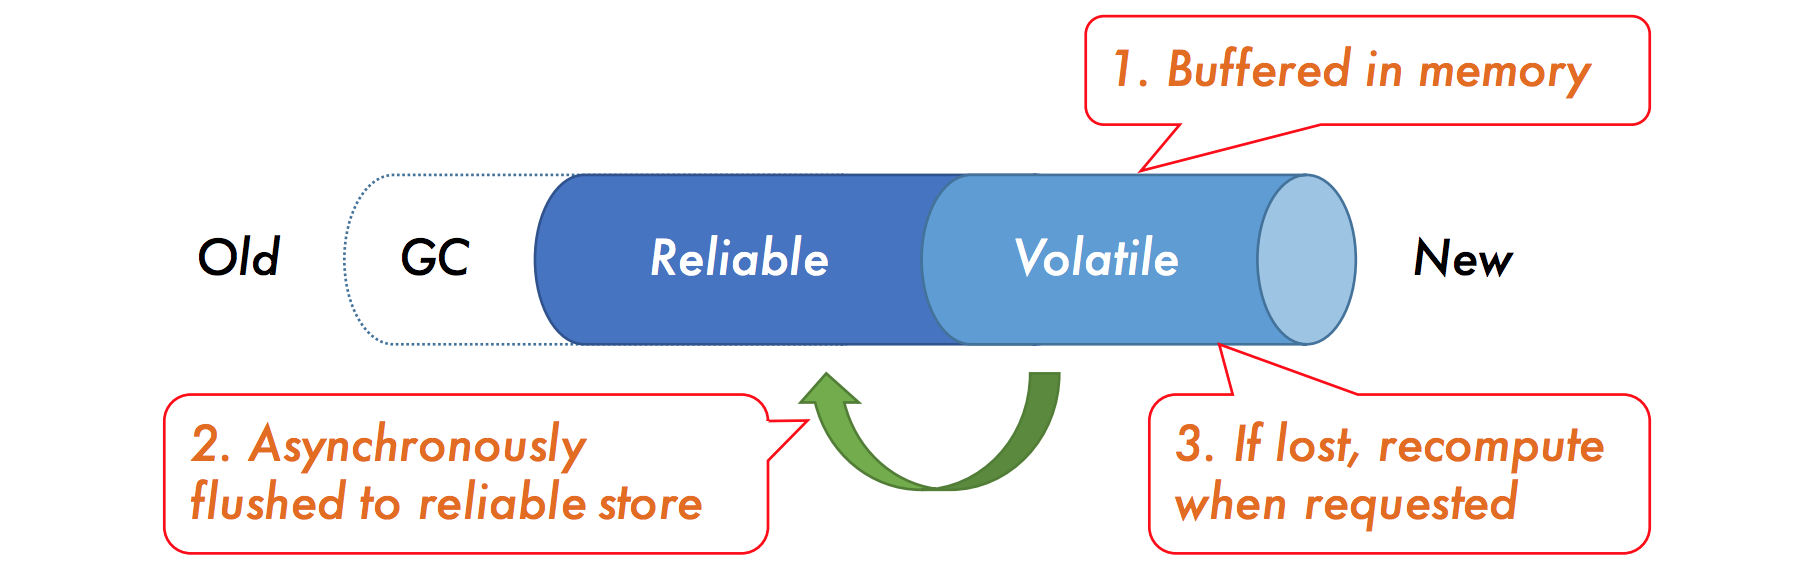 1. Buffered in memory
Old
GC
Reliable
Volatile
New
2. Asynchronously
flushed to reliable store
3. If lost, recompute
when requested